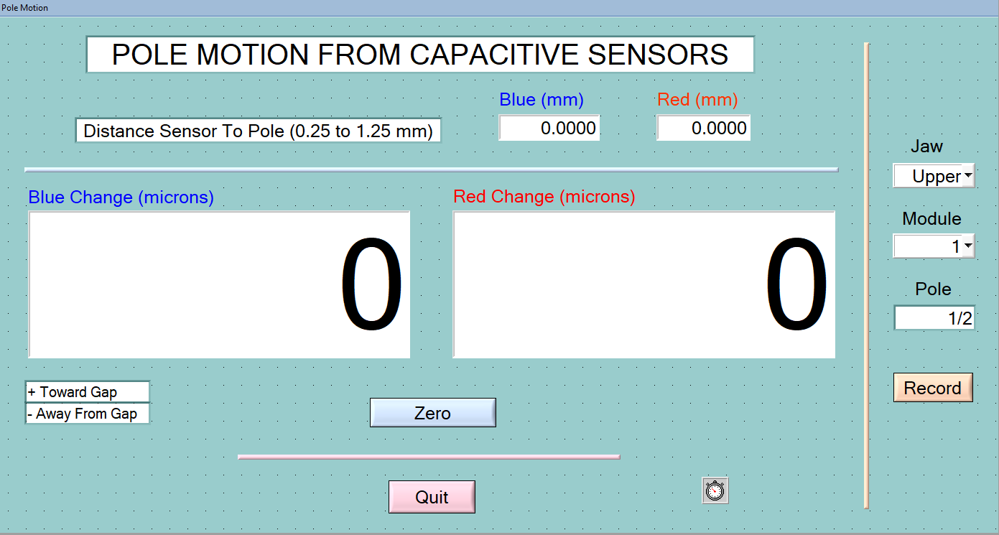 Pole Motion
POLE MOTION FROM CAPACITIVE SENSORS
Blue (mm)
Red (mm)
Distance Sensor To Pole (0.25 to 1.25 mm)
0.0000
0.0000
Blue Change (microns)
Red Change (microns)
0
0
+ Toward Gap
- Away From Gap
Zero
Quit
Jaw
Upper
Module
1
Pole
1/2
Record